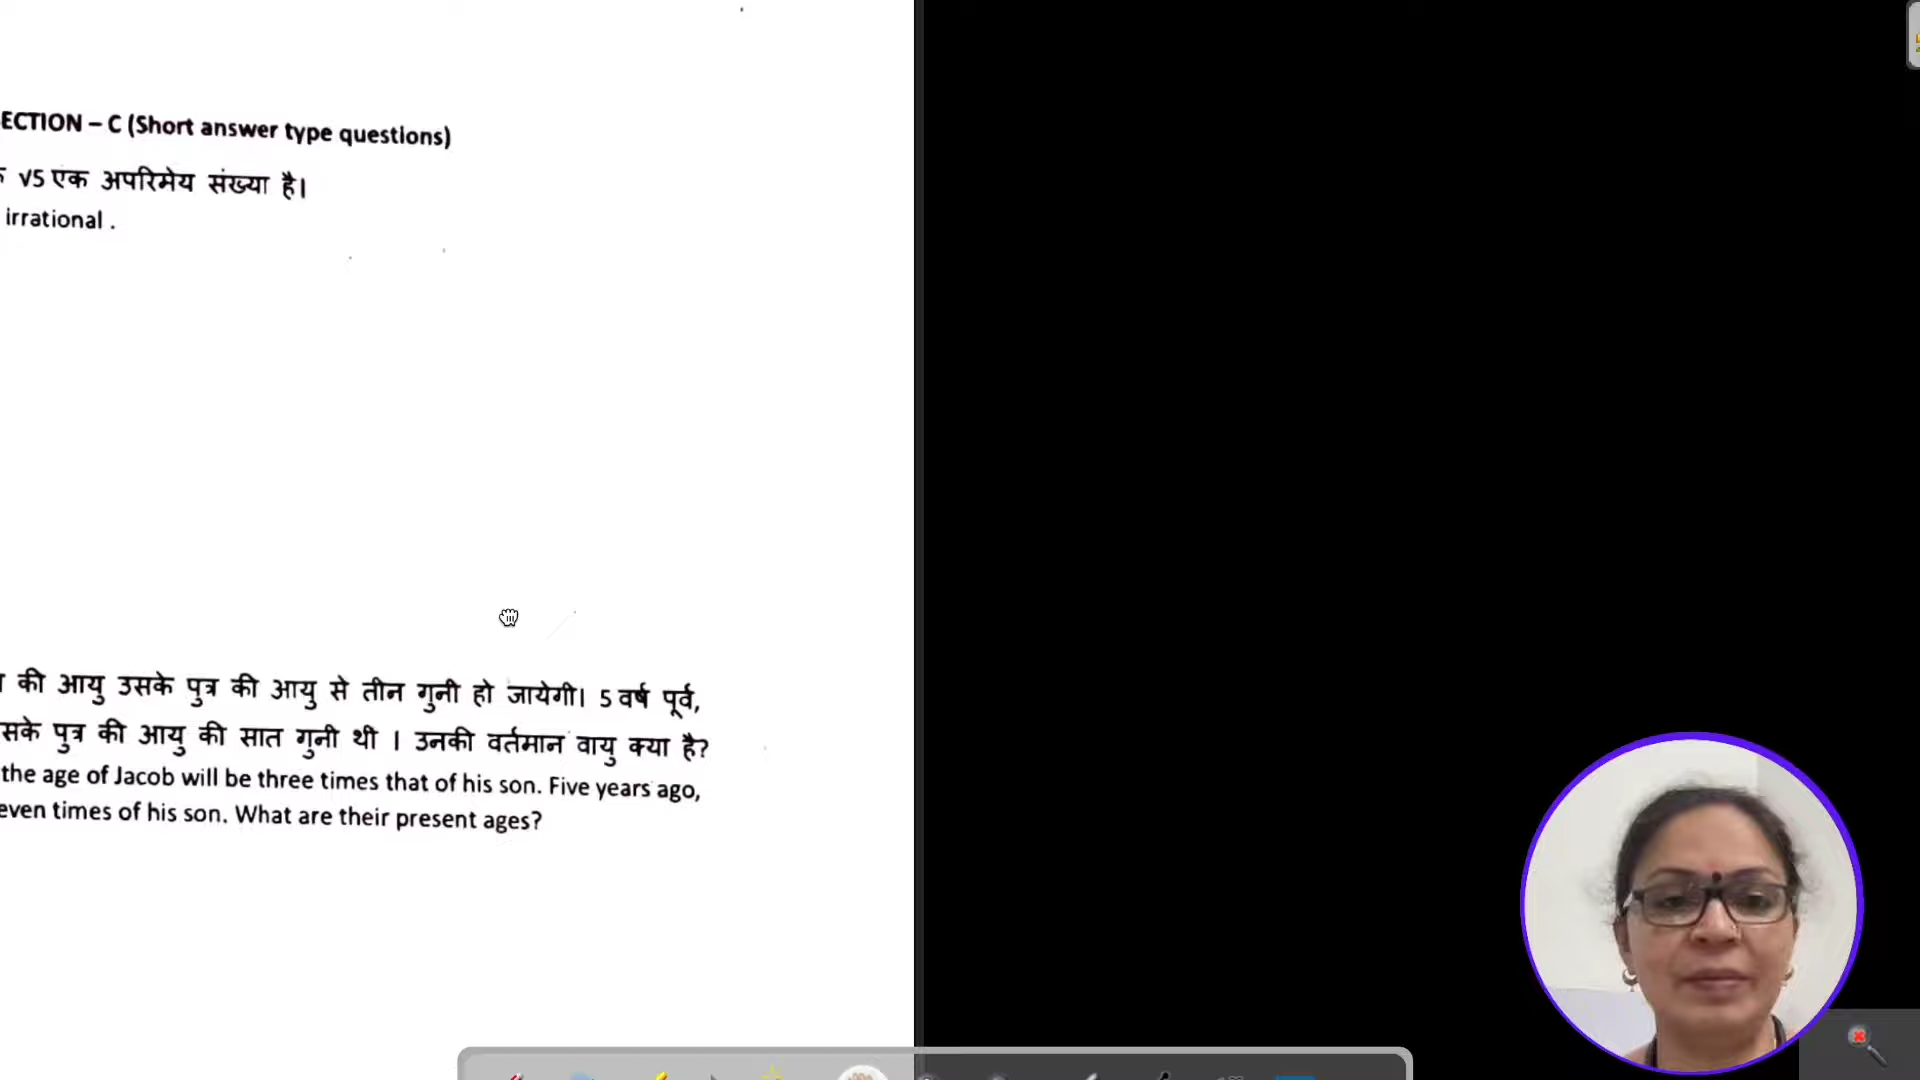 ECTION – C (Short answer type questions)
√5 एक अपरिमेय संख्या है।
irrational .
की आयु उसके पुत्र की आयु से तीन गुनी हो जायेगी। 5 वर्ष पूर्व,
सके पुत्र की आयु की सात गुनी थी । उनकी वर्तमान वायु क्या है?
the age of Jacob will be three times that of his son. Five years ago,
even times of his son. What are their present ages?